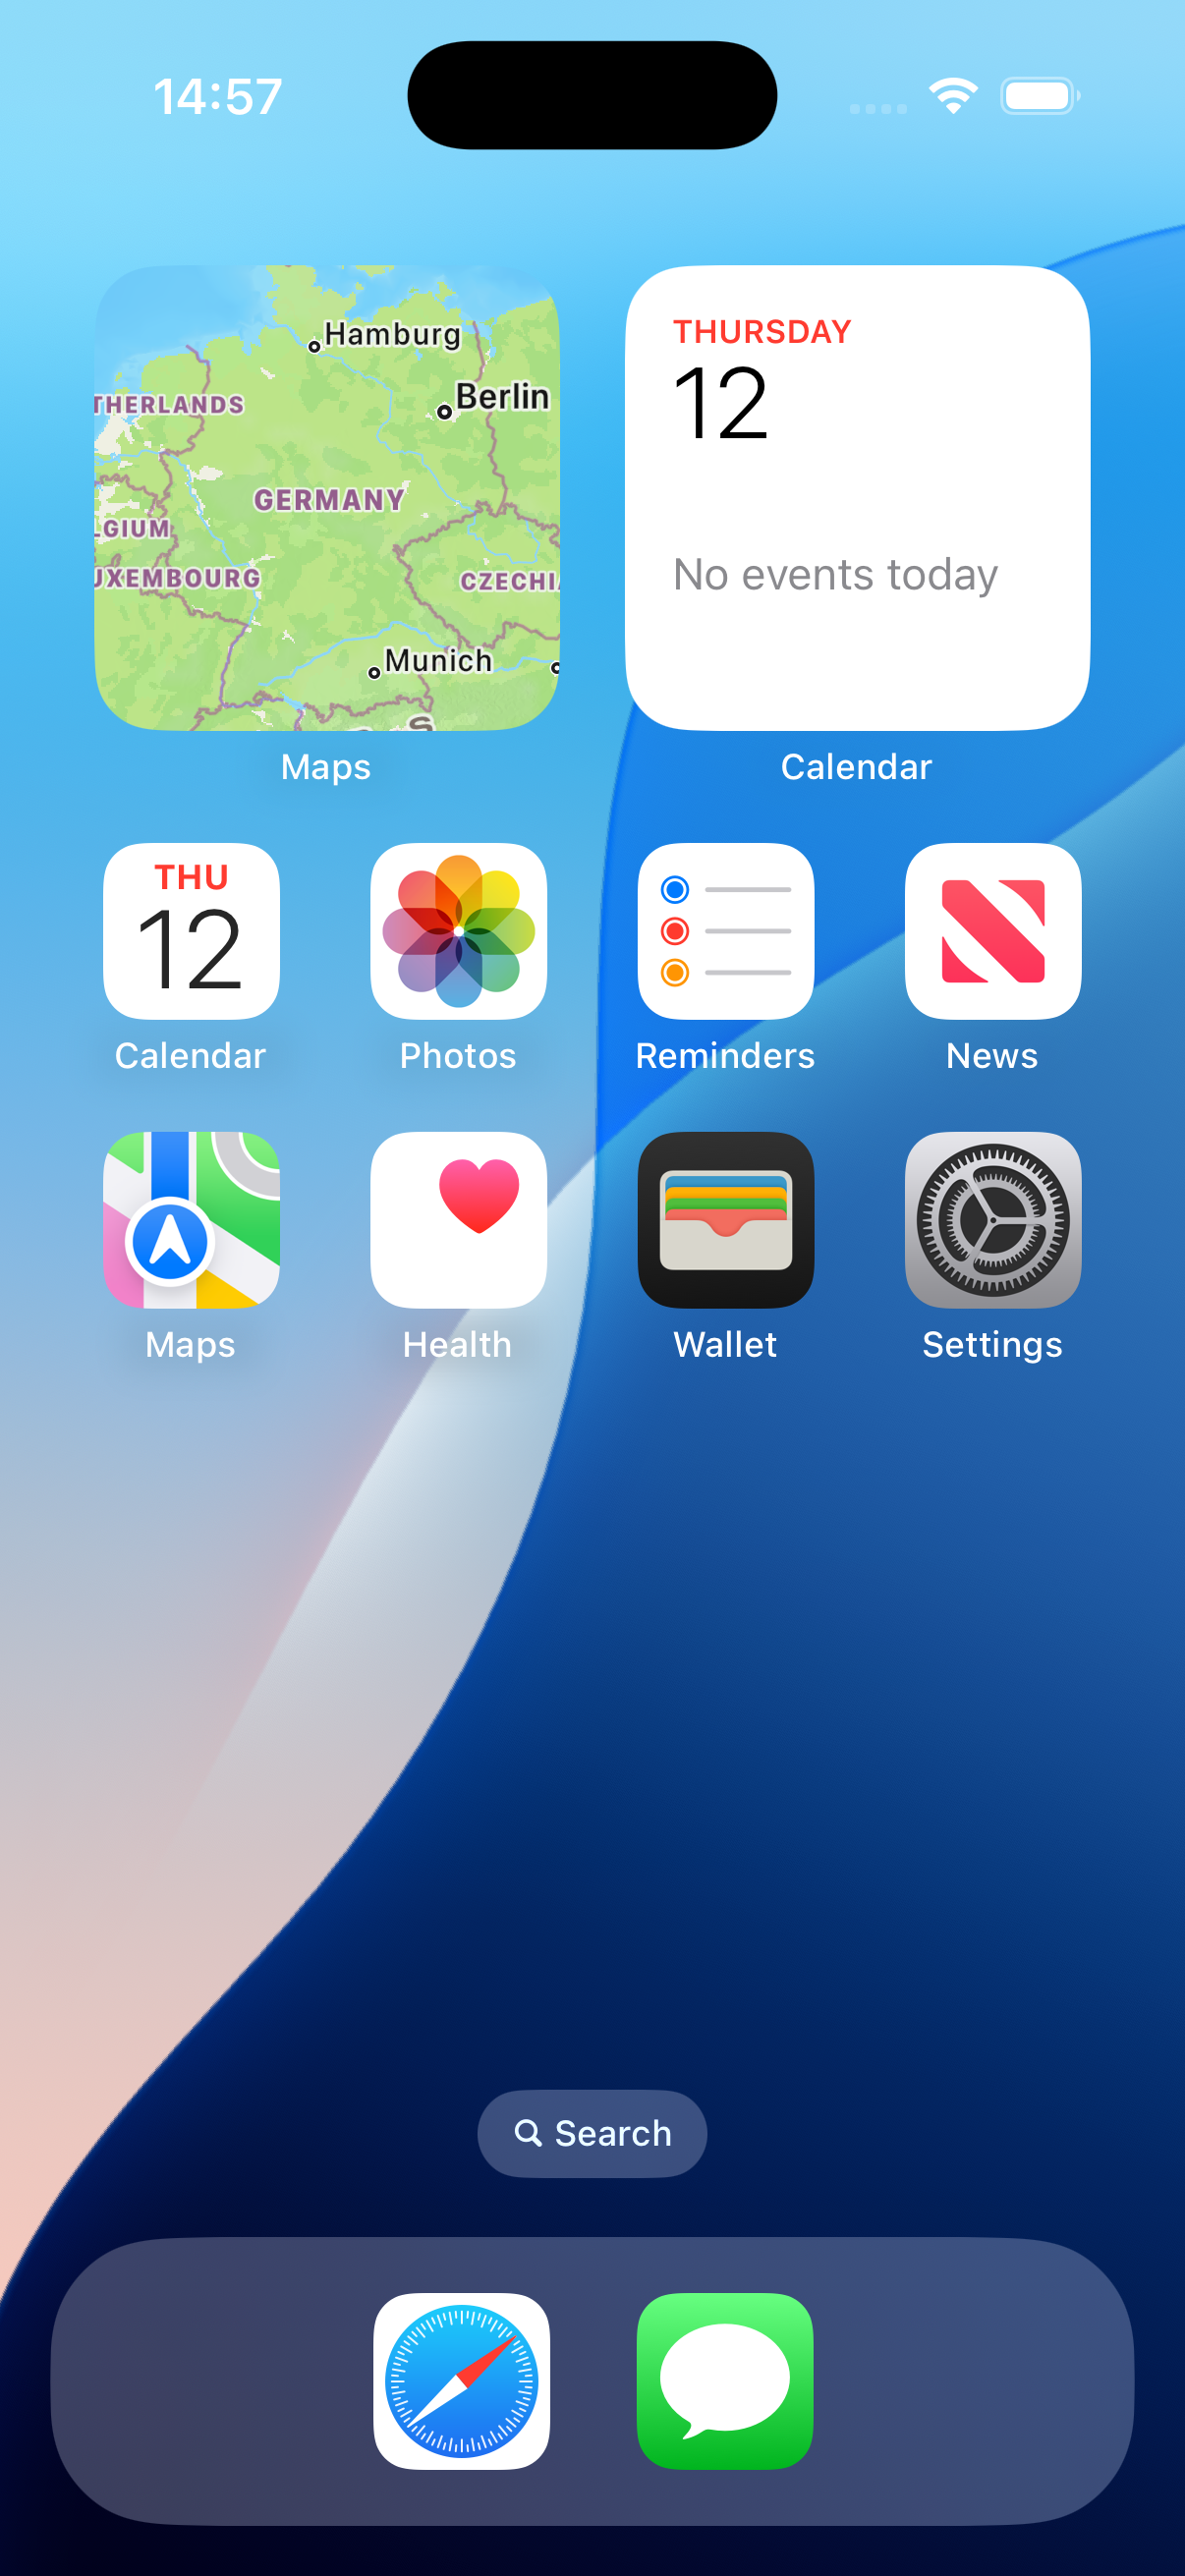 14:57
Hamburg
Berlin
THERLANDS
GERMANY
LGIUM
UXEMBOURG
CZECHIA
Munich
THURSDAY
12
No events today
Maps
Calendar
THU
12
Calendar
Photos
Reminders
News
Maps
Health
Wallet
Settings
Search